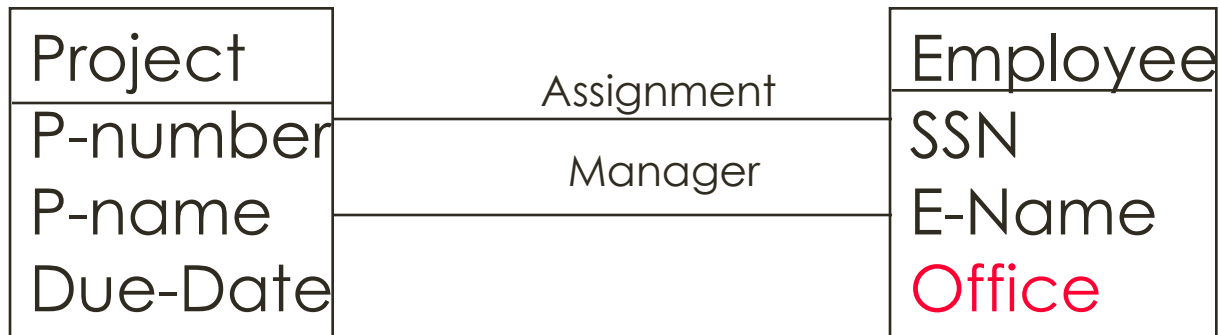 Project
P-number
P-name
Due-Date
Assignment
Manager
Employee
SSN
E-Name
Office